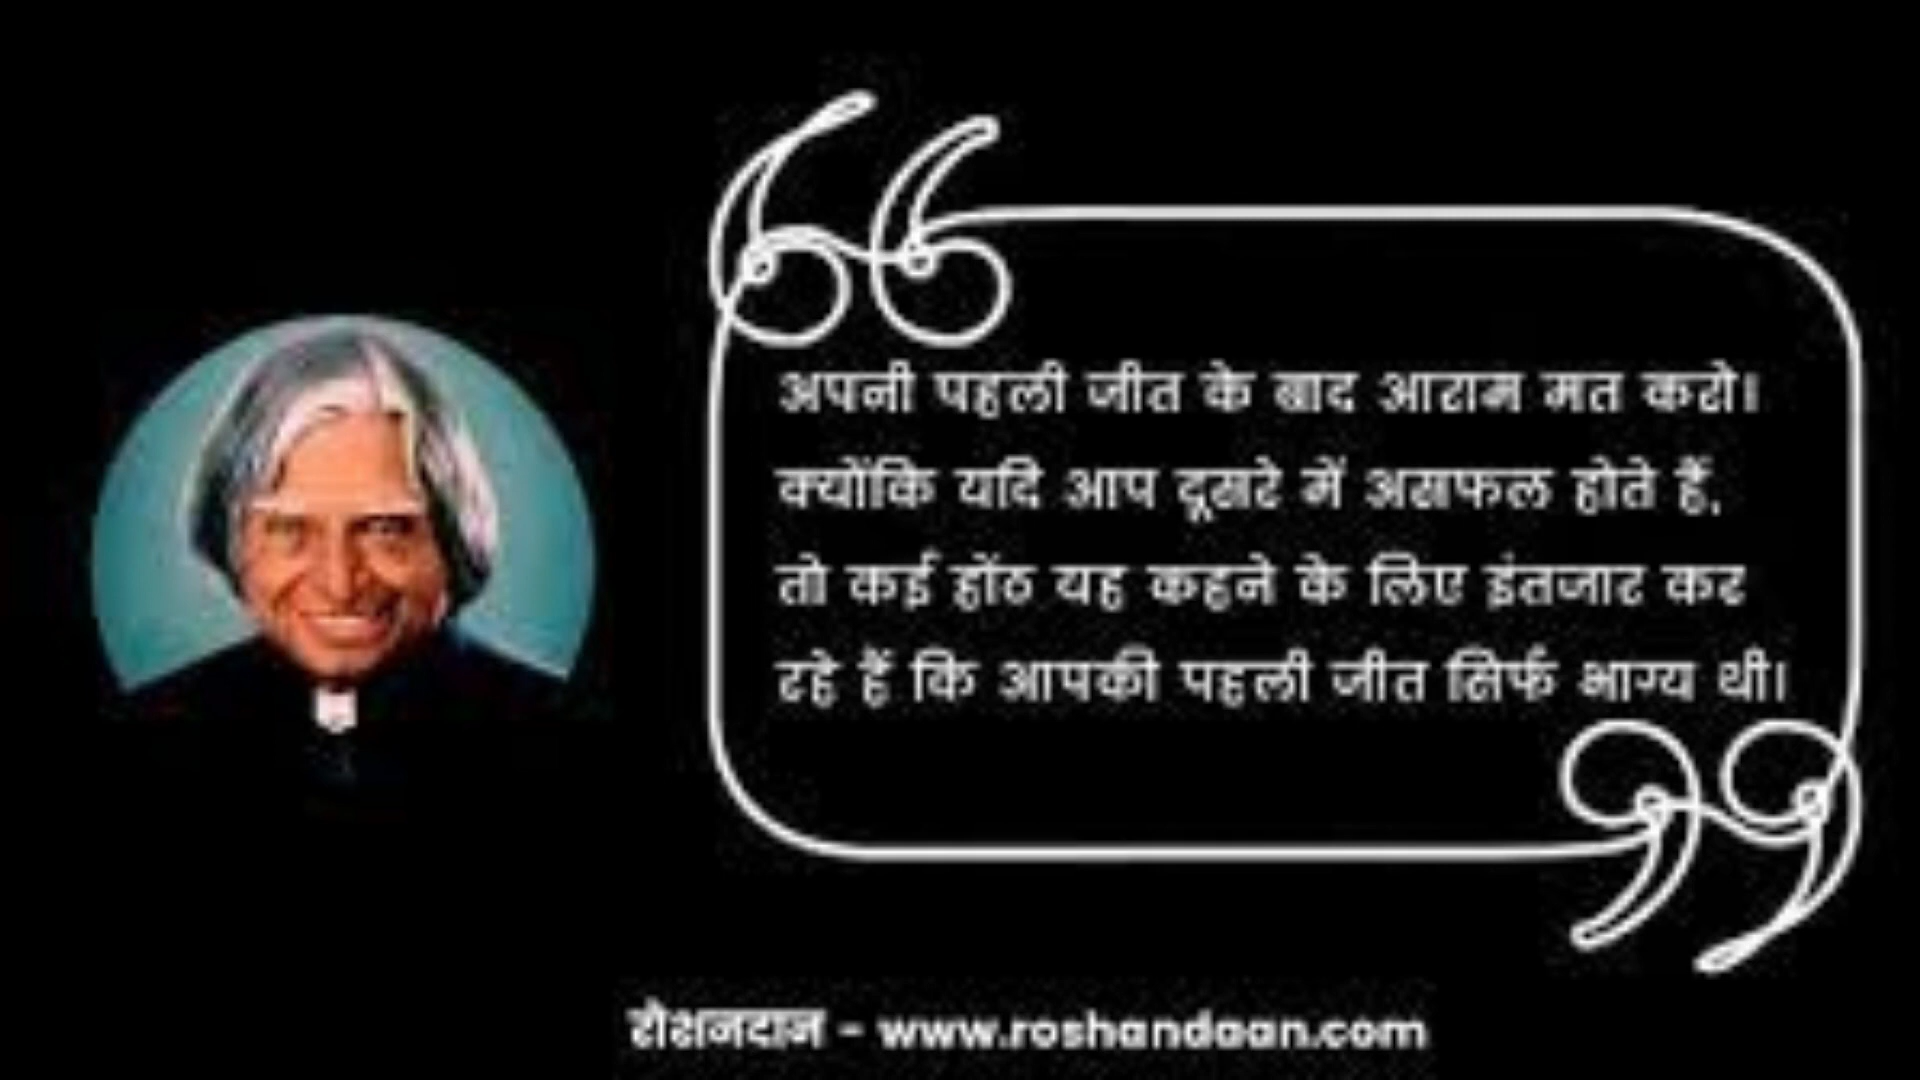 अपनी पहली जीत के बाद आराम मत करो।
क्योंकि यदि आप दूसरे में असफल होते हैं,
तो कई होंठ यह कहने के लिए इंतजार कर
रहे हैं कि आपकी पहली जीत सिर्फ भाग्य थी।
रोशनदान - www.roshandaan.com